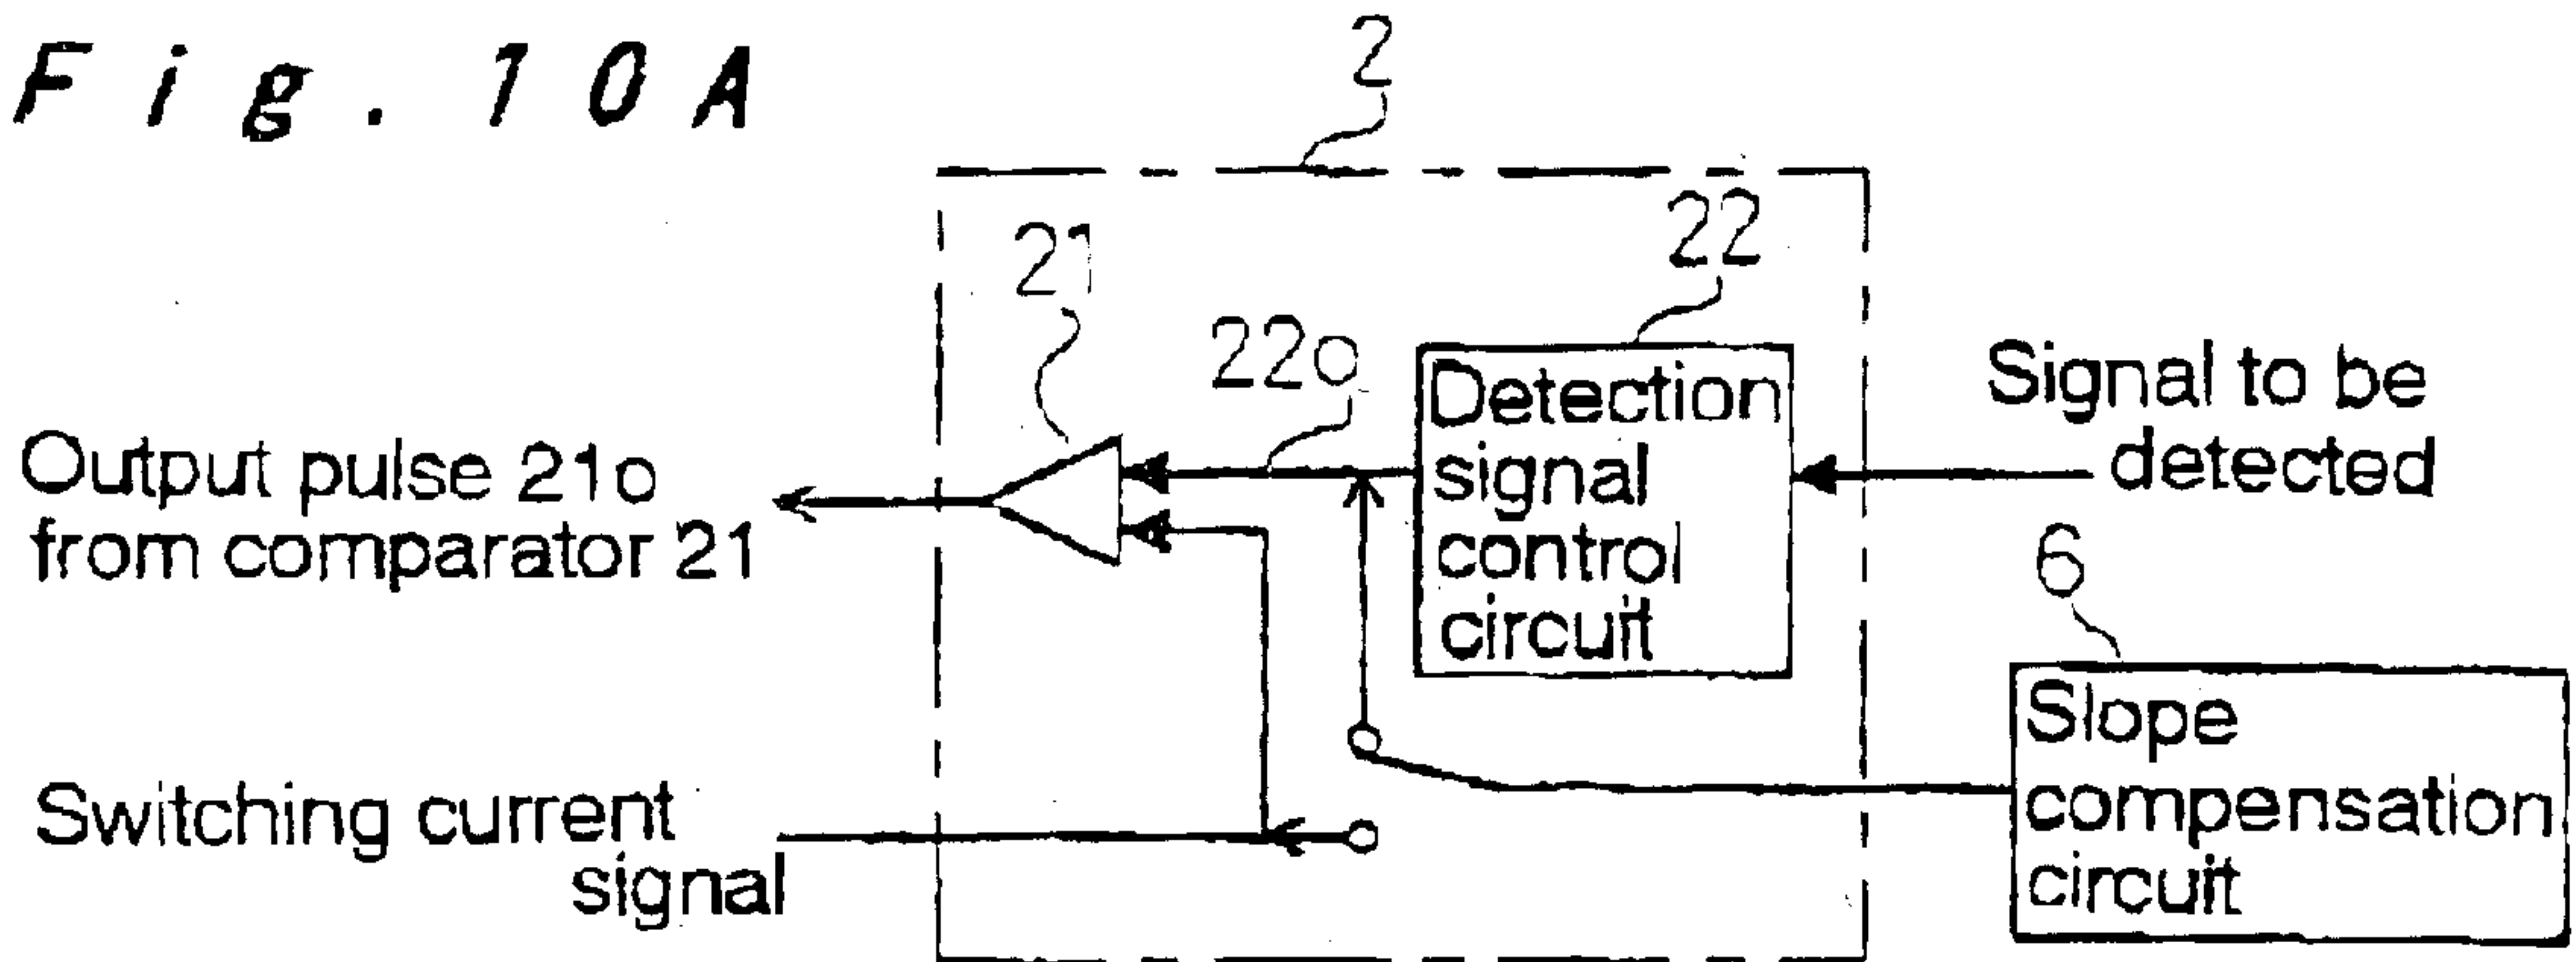 Fig. 10A
2
21
22o
22
Detection
signal
control
circuit
Signal to be
detected
Output pulse 21o
from comparator 21
6
Slope
compensation
circuit
Switching current
signal